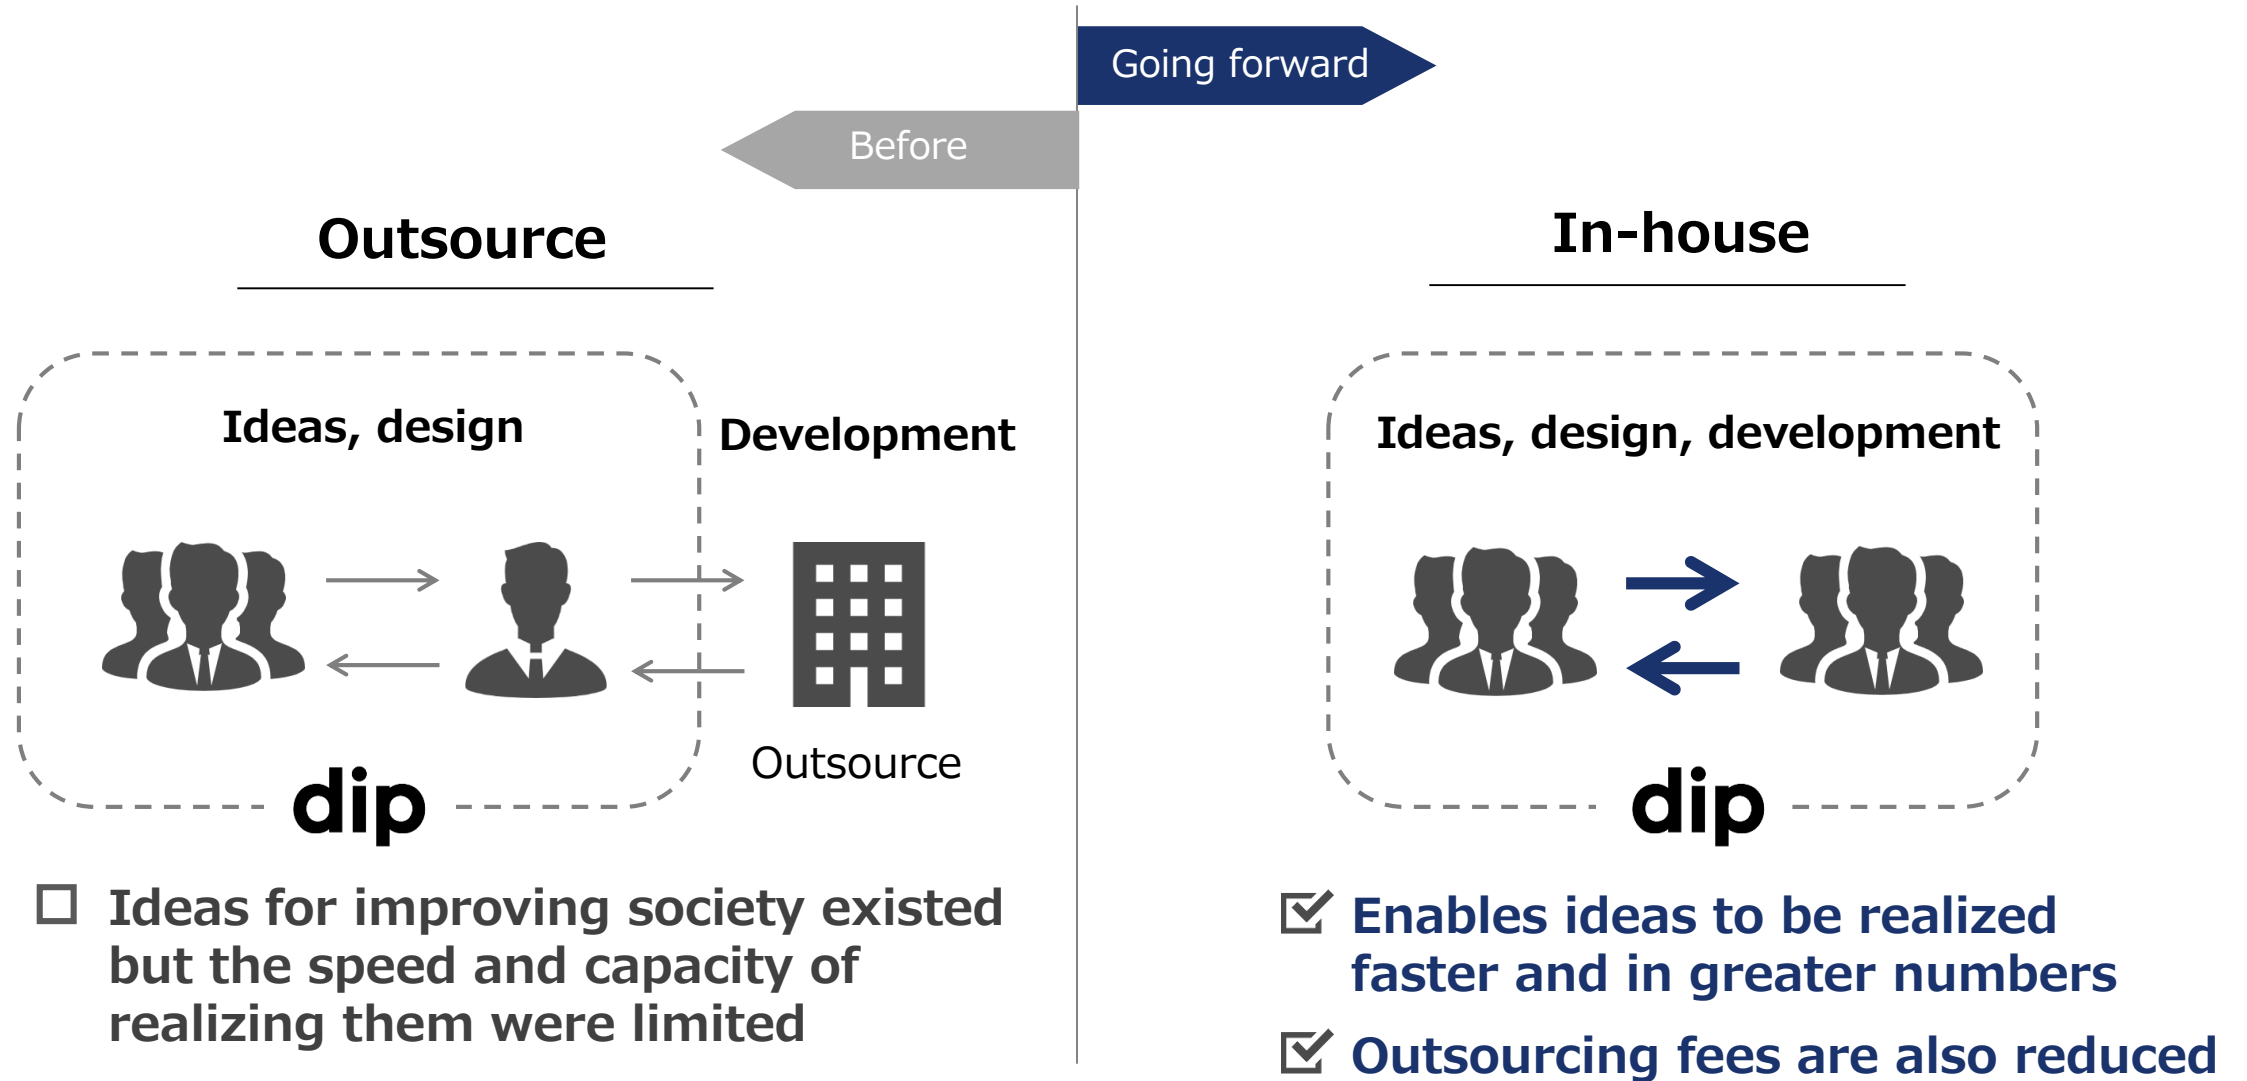 Going forward
Before
Outsource
Ideas, design
Development
Outsource
dip
Ideas for improving society existed
but the speed and capacity of
realizing them were limited
In-house
Ideas, design, development
dip
Enables ideas to be realized
faster and in greater numbers
Outsourcing fees are also reduced